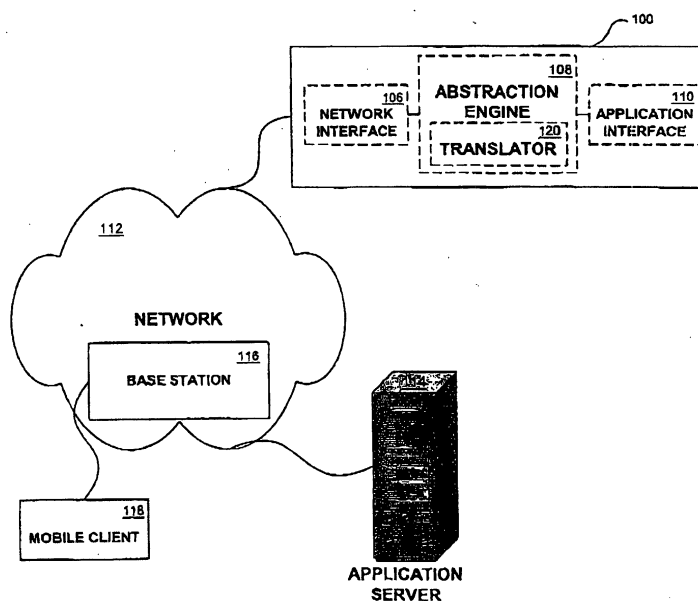 100
106
NETWORK
INTERFACE
108
ABSTRACTION
ENGINE
120
TRANSLATOR
110
APPLICATION
INTERFACE
112
NETWORK
116
BASE STATION
118
MOBILE CLIENT
APPLICATION
SERVER